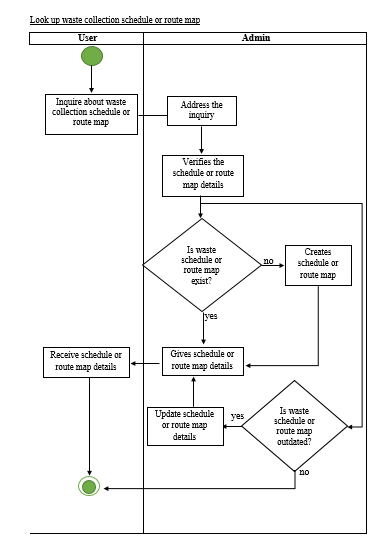 Look up waste collection schedule or route map
User
Admin
Inquire about waste
collection schedule or
route map
Address the
inquiry
Verifies the
schedule or route
map details
Is waste
schedule or
route map
exist?
no
Creates
schedule or
route map
yes
Receive schedule or
route map details
Gives schedule or
route map details
Update schedule
or route map
details
yes
Is waste
schedule or
route map
outdated?
no